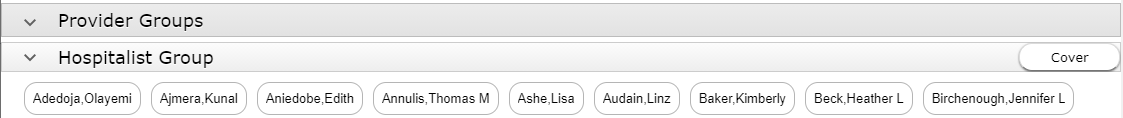 Provider Groups
Hospitalist Group Cover
Adedoja,Olayemi Ajmera,Kunal Aniedobe,Edith Annulis,Thomas M Ashe,Lisa Audain,Linz Baker,Kimberly Beck,Heather L Birchenough,Jennifer L